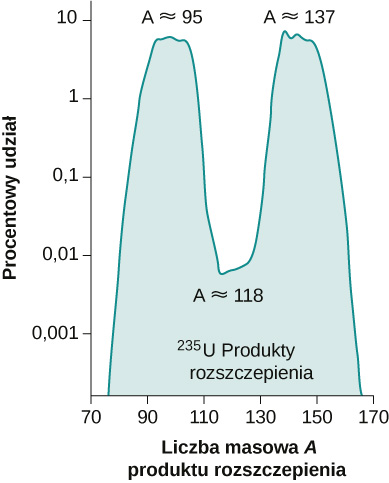 A ≈ 95
A ≈ 137
10
1
0,1
0,01
0,001
Procentowy udział
A ≈ 118
²³⁵U Produkty
rozszczepienia
70
90
110
130
150
170
Liczba masowa A
produktu rozszczepienia